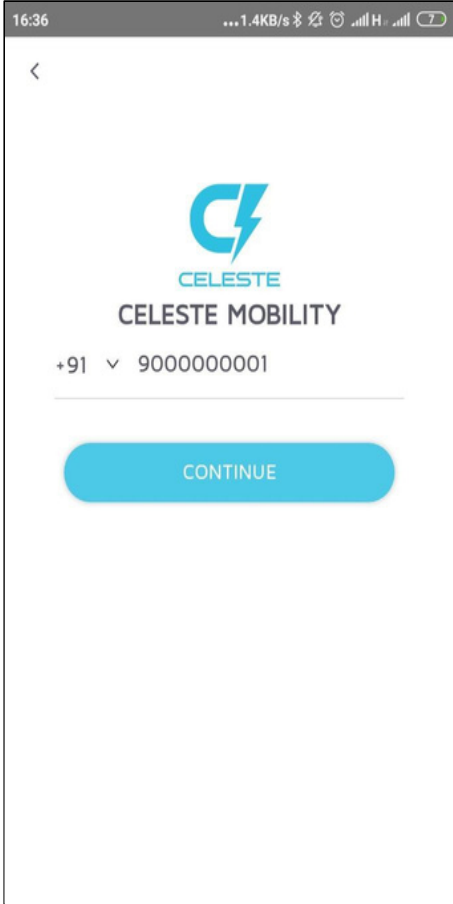 16:36 ...1.4KB/s H 7
CELESTE
CELESTE MOBILITY
+91 9000000001
CONTINUE